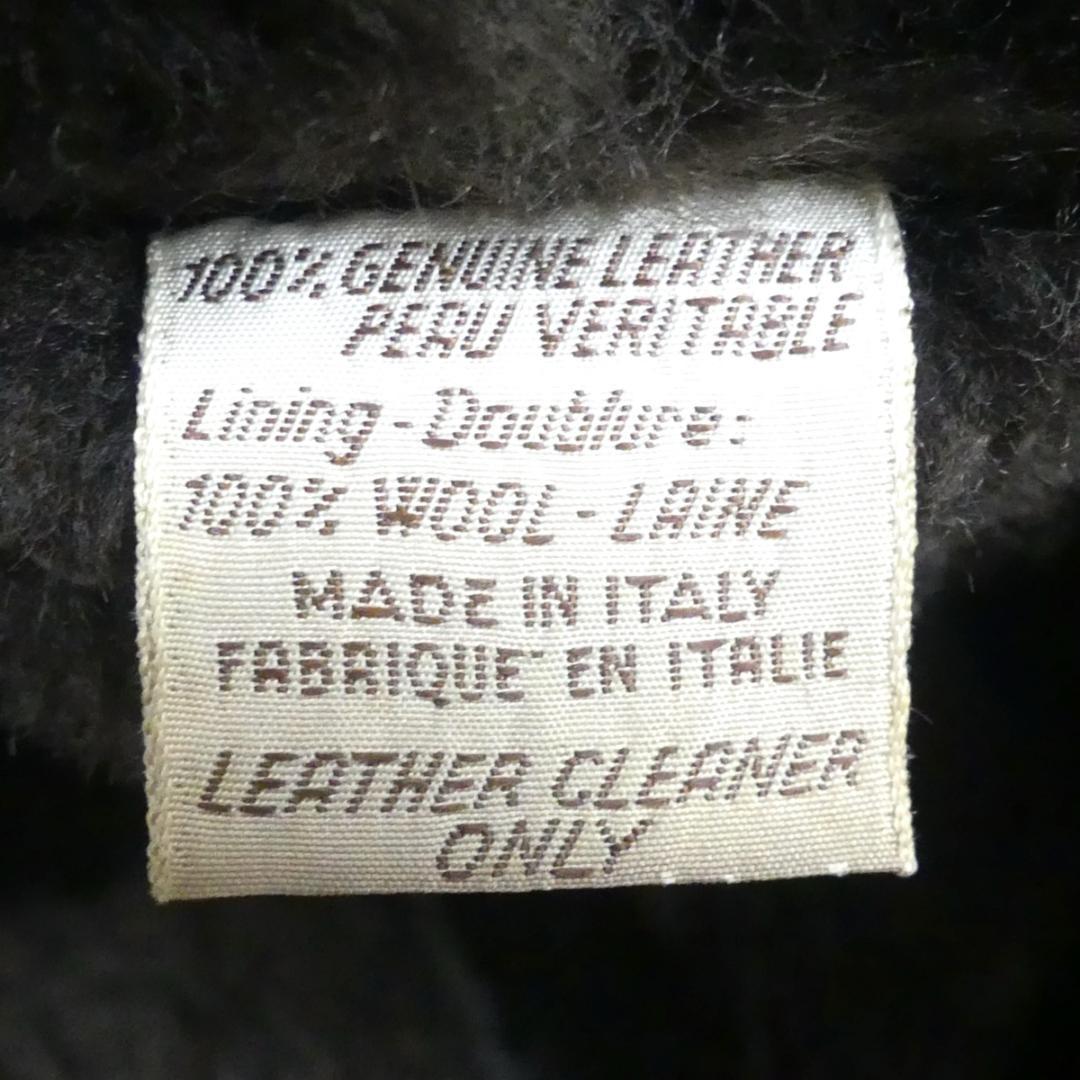 100% GENUINE LEATHER
PEAU VERITABLE
Lining - Doublure:
100% WOOL - LAINE
MADE IN ITALY
FABRIQUE EN ITALIE
LEATHER CLEANER
ONLY